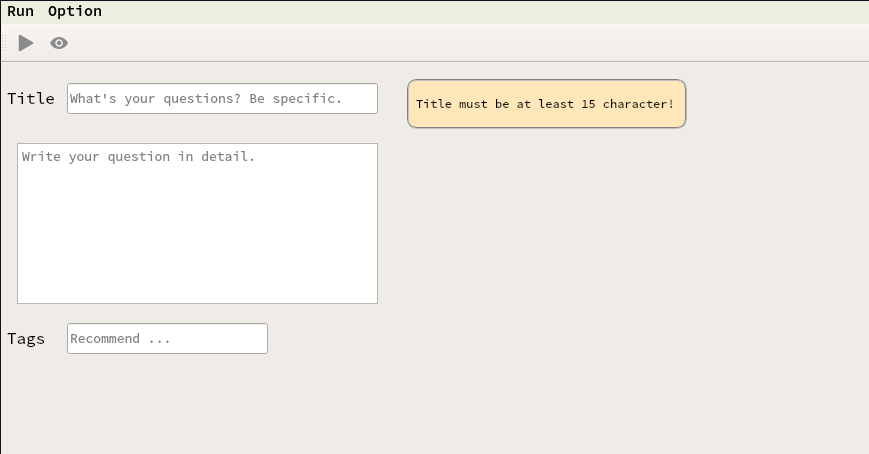 Run Option
Title What's your questions? Be specific. Title must be at least 15 character!
Write your question in detail.
Tags Recommend ...